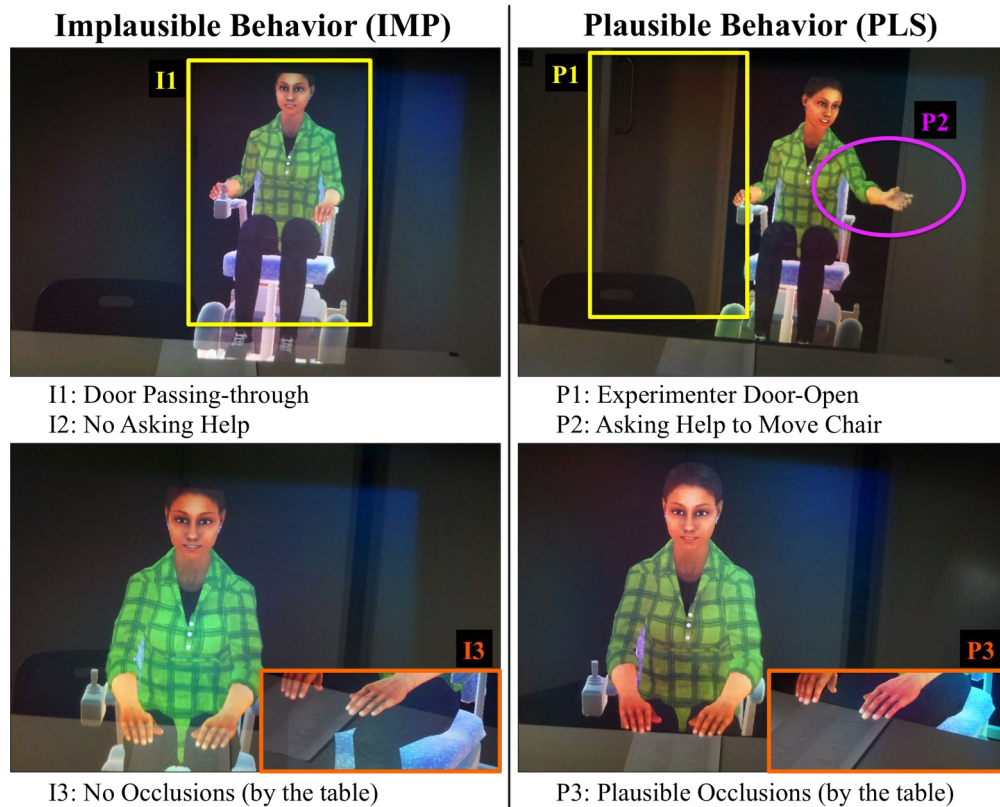 Implausible Behavior (IMP)
Plausible Behavior (PLS)
I1
P1
P2
I1: Door Passing-through
I2: No Asking Help
P1: Experimenter Door-Open
P2: Asking Help to Move Chair
I3
P3
I3: No Occlusions (by the table)
P3: Plausible Occlusions (by the table)